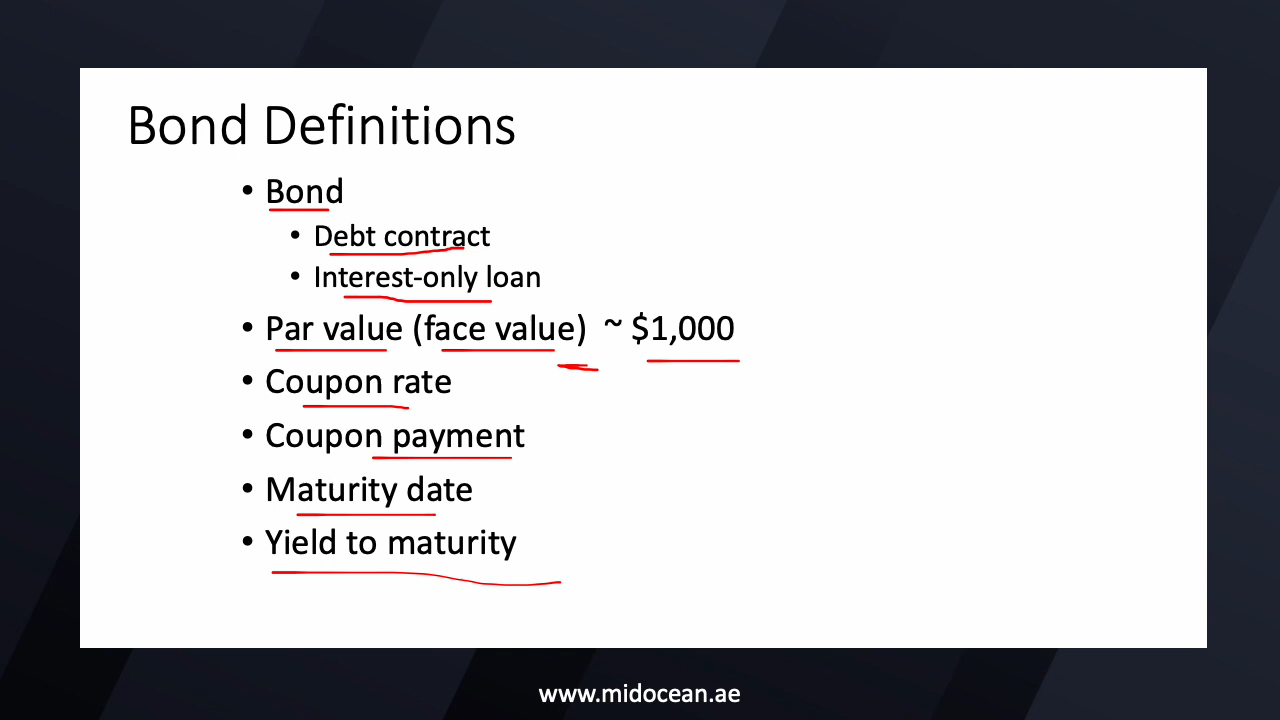 Bond Definitions
• Bond
• Debt contract
• Interest-only loan
• Par value (face value) ~ $1,000
• Coupon rate
• Coupon payment
• Maturity date
• Yield to maturity
www.midocean.ae